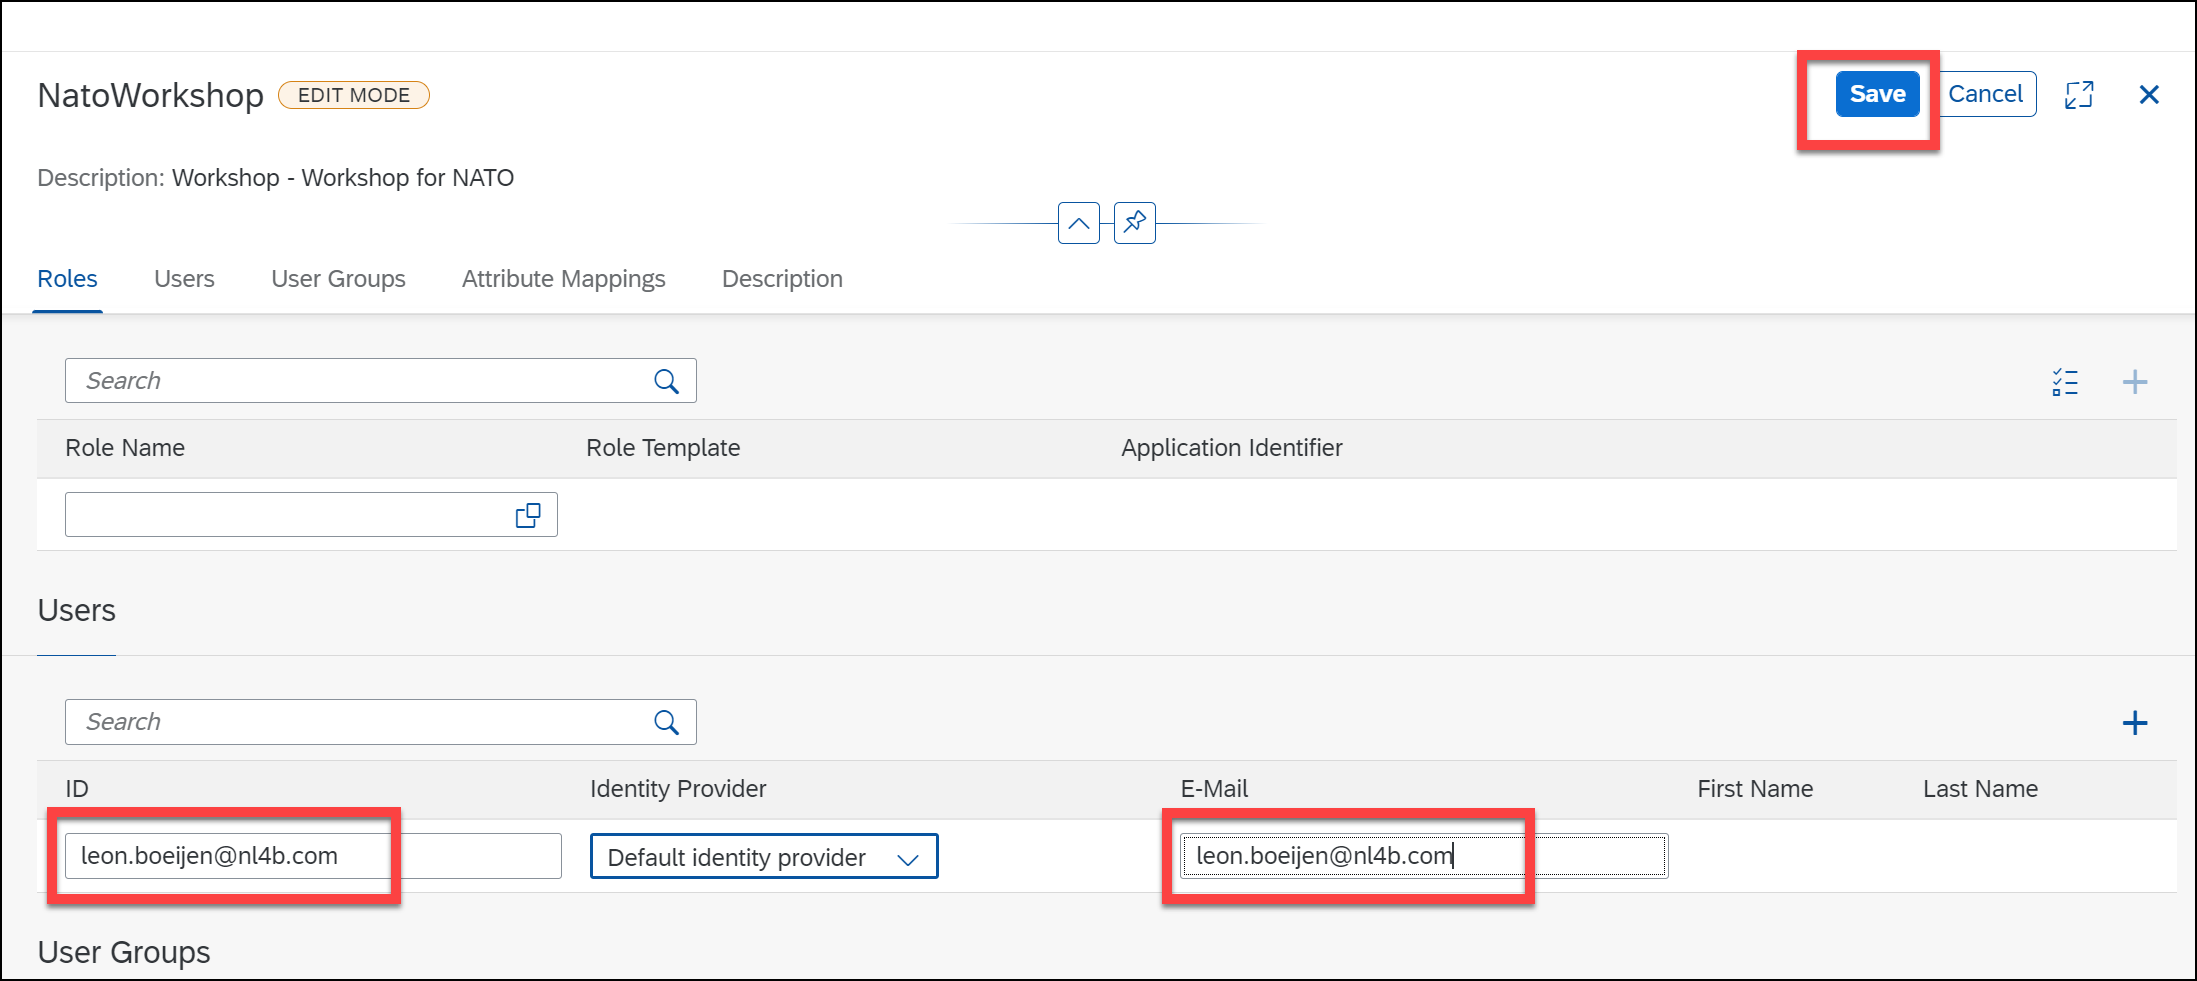 NatoWorkshop EDIT MODE Save Cancel
Description: Workshop - Workshop for NATO
Roles Users User Groups Attribute Mappings Description
Search
Role Name Role Template Application Identifier
Users
Search
ID Identity Provider E-Mail First Name Last Name
leon.boeijen@nl4b.com Default identity provider leon.boeijen@nl4b.com
User Groups